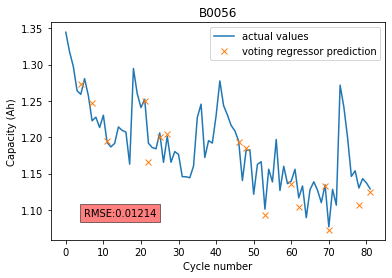 B0056
actual values
voting regressor prediction
1.35
1.30
1.25
1.20
1.15
1.10
Capacity (Ah)
RMSE:0.01214
0 10 20 30 40 50 60 70 80
Cycle number